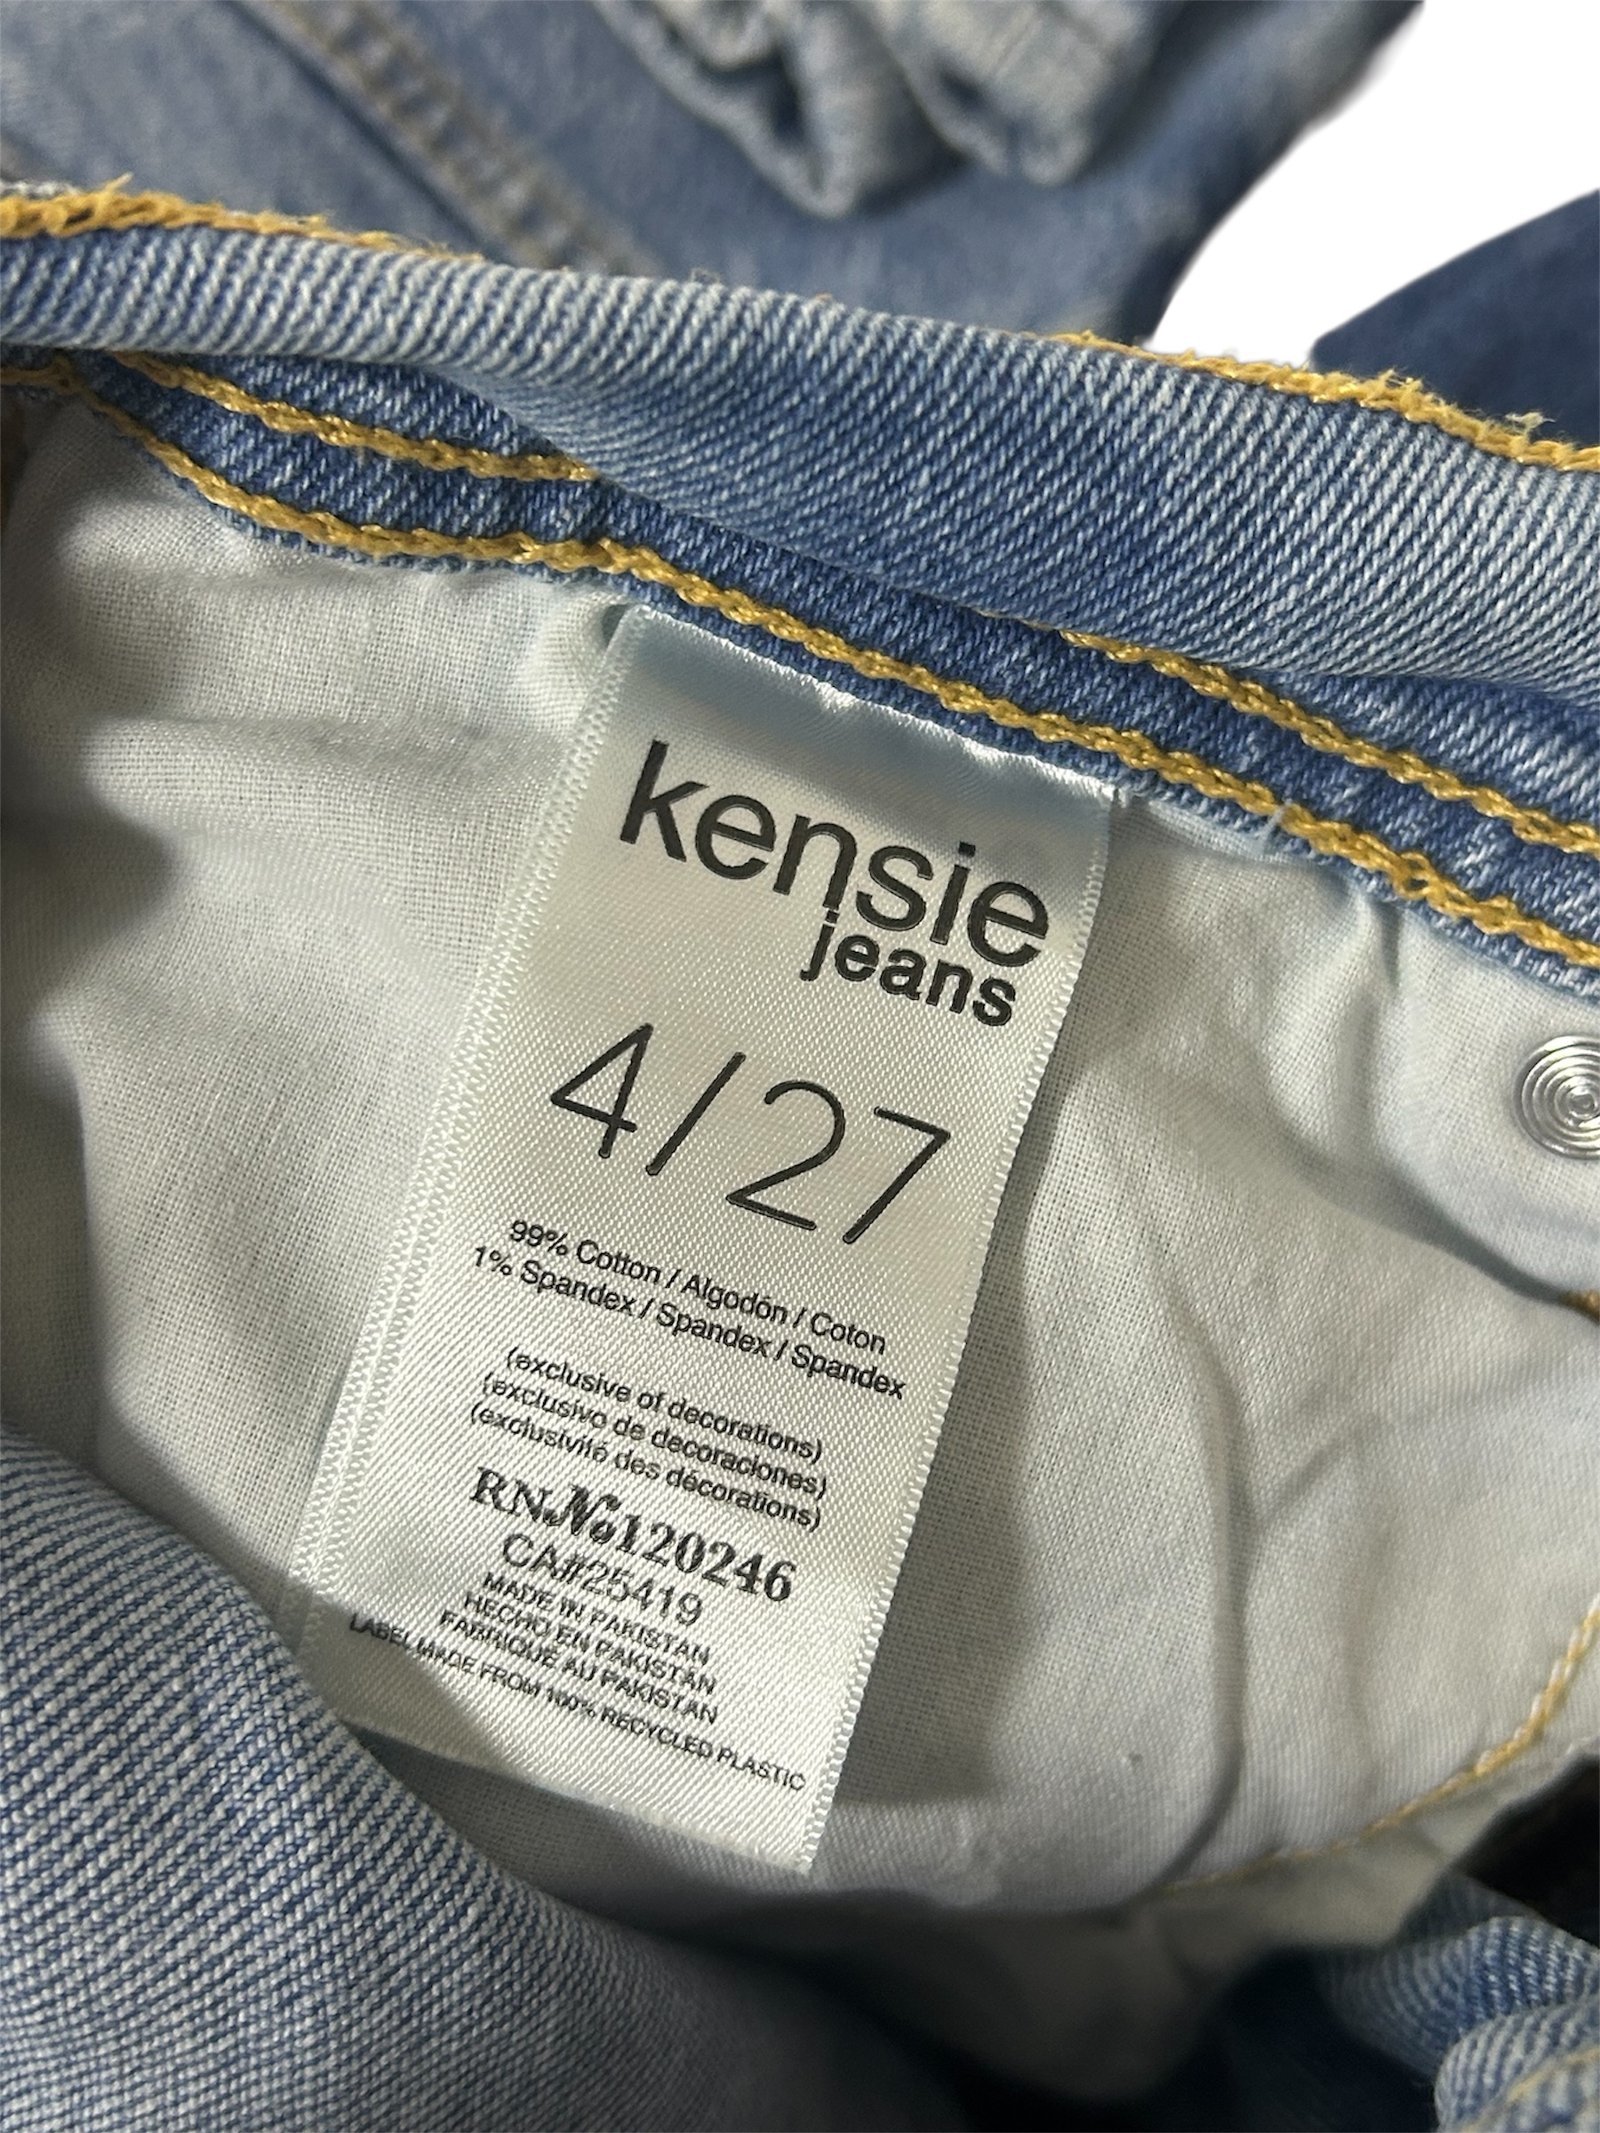 kensie
jeans
4/27
99% Cotton / Algodón / Coton
1% Spandex / Spandex / Spandex
(exclusive of decorations)
(exclusivo de decoraciones)
(exclusivité des décorations)
RN№120246
CA#25419
MADE IN PAKISTAN
HECHO EN PAKISTAN
FABRIQUE AU PAKISTAN
LABEL MADE FROM 100% RECYCLED PLASTIC